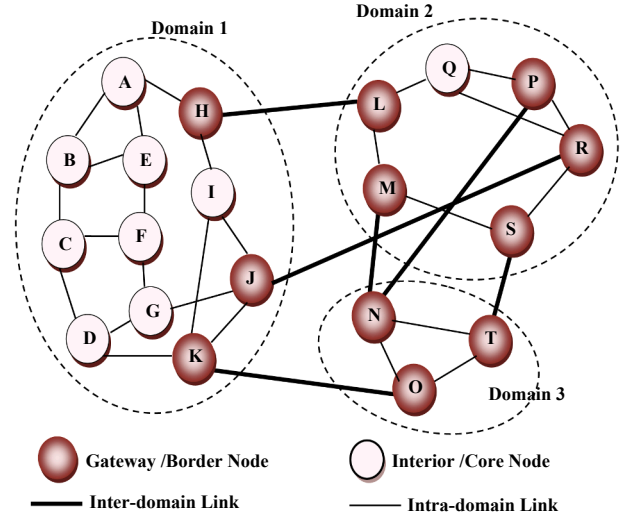 Domain 1
Domain 2
A
H
L
Q
P
B
E
I
M
R
C
F
S
J
G
N
D
K
T
O
Domain 3
Gateway /Border Node
Interior /Core Node
Inter-domain Link
Intra-domain Link